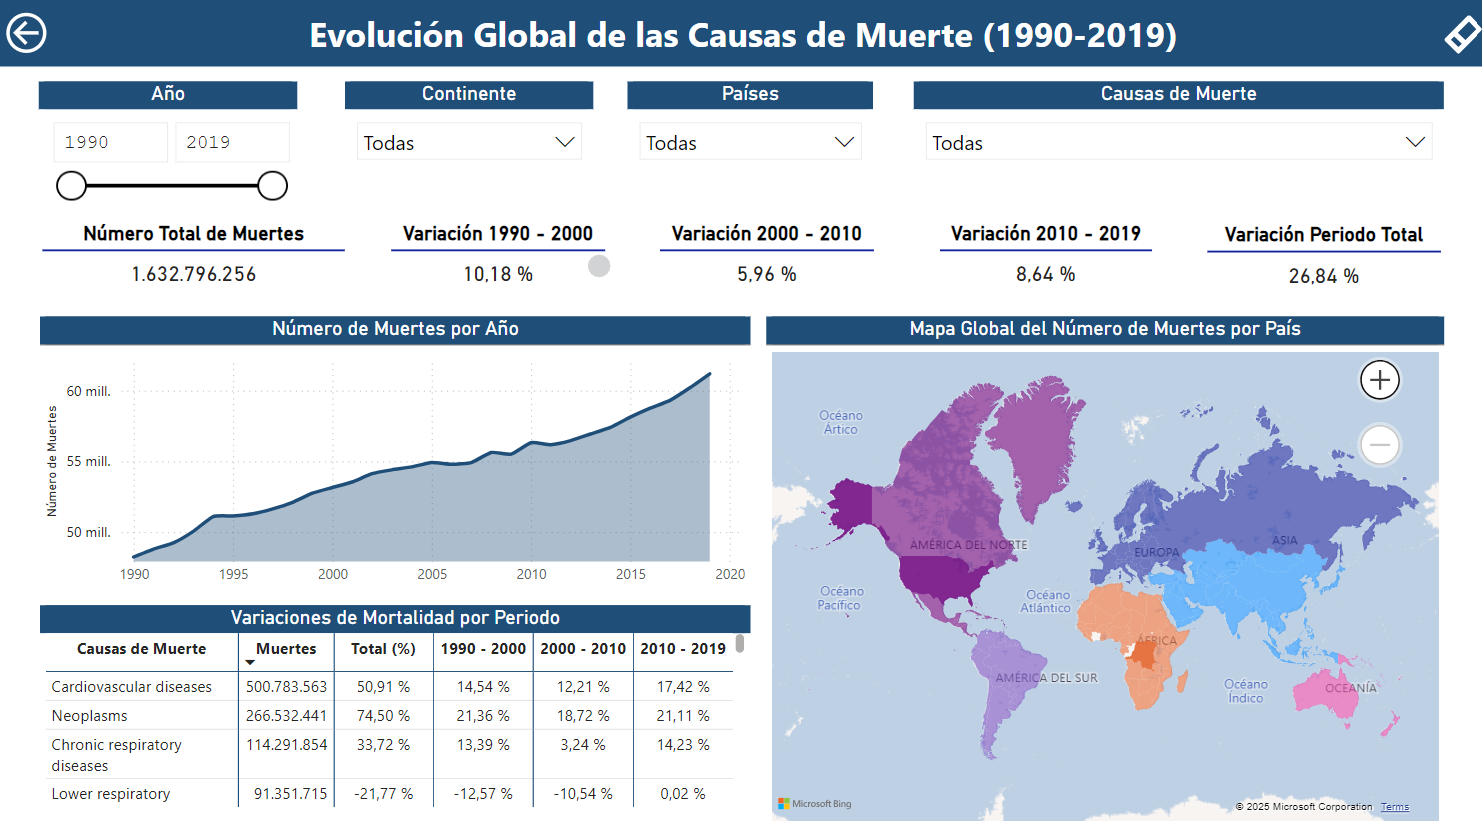 Evolución Global de las Causas de Muerte (1990-2019)
Año
Continente
Países
Causas de Muerte
1990
2019
Todas
Todas
Todas
Número Total de Muertes
Variación 1990 - 2000
Variación 2000 - 2010
Variación 2010 - 2019
Variación Periodo Total
1.632.796.256
10,18 %
5,96 %
8,64 %
26,84 %
Número de Muertes por Año
Número de Muertes
60 mill.
55 mill.
50 mill.
1990
1995
2000
2005
2010
2015
2020
Mapa Global del Número de Muertes por País
Océano
Ártico
AMÉRICA DEL NORTE
EUROPA
ASIA
Océano
Pacífico
Océano
Atlántico
ÁFRICA
AMÉRICA DEL SUR
Océano
Índico
OCEANÍA
Microsoft Bing
© 2025 Microsoft Corporation Terms
Variaciones de Mortalidad por Periodo
Causas de Muerte Muertes Total (%) 1990 - 2000 2000 - 2010 2010 - 2019
Cardiovascular diseases 500.783.563 50,91 % 14,54 % 12,21 % 17,42 %
Neoplasms 266.532.441 74,50 % 21,36 % 18,72 % 21,11 %
Chronic respiratory 114.291.854 33,72 % 13,39 % 3,24 % 14,23 %
diseases
Lower respiratory 91.351.715 -21,77 % -12,57 % -10,54 % 0,02 %